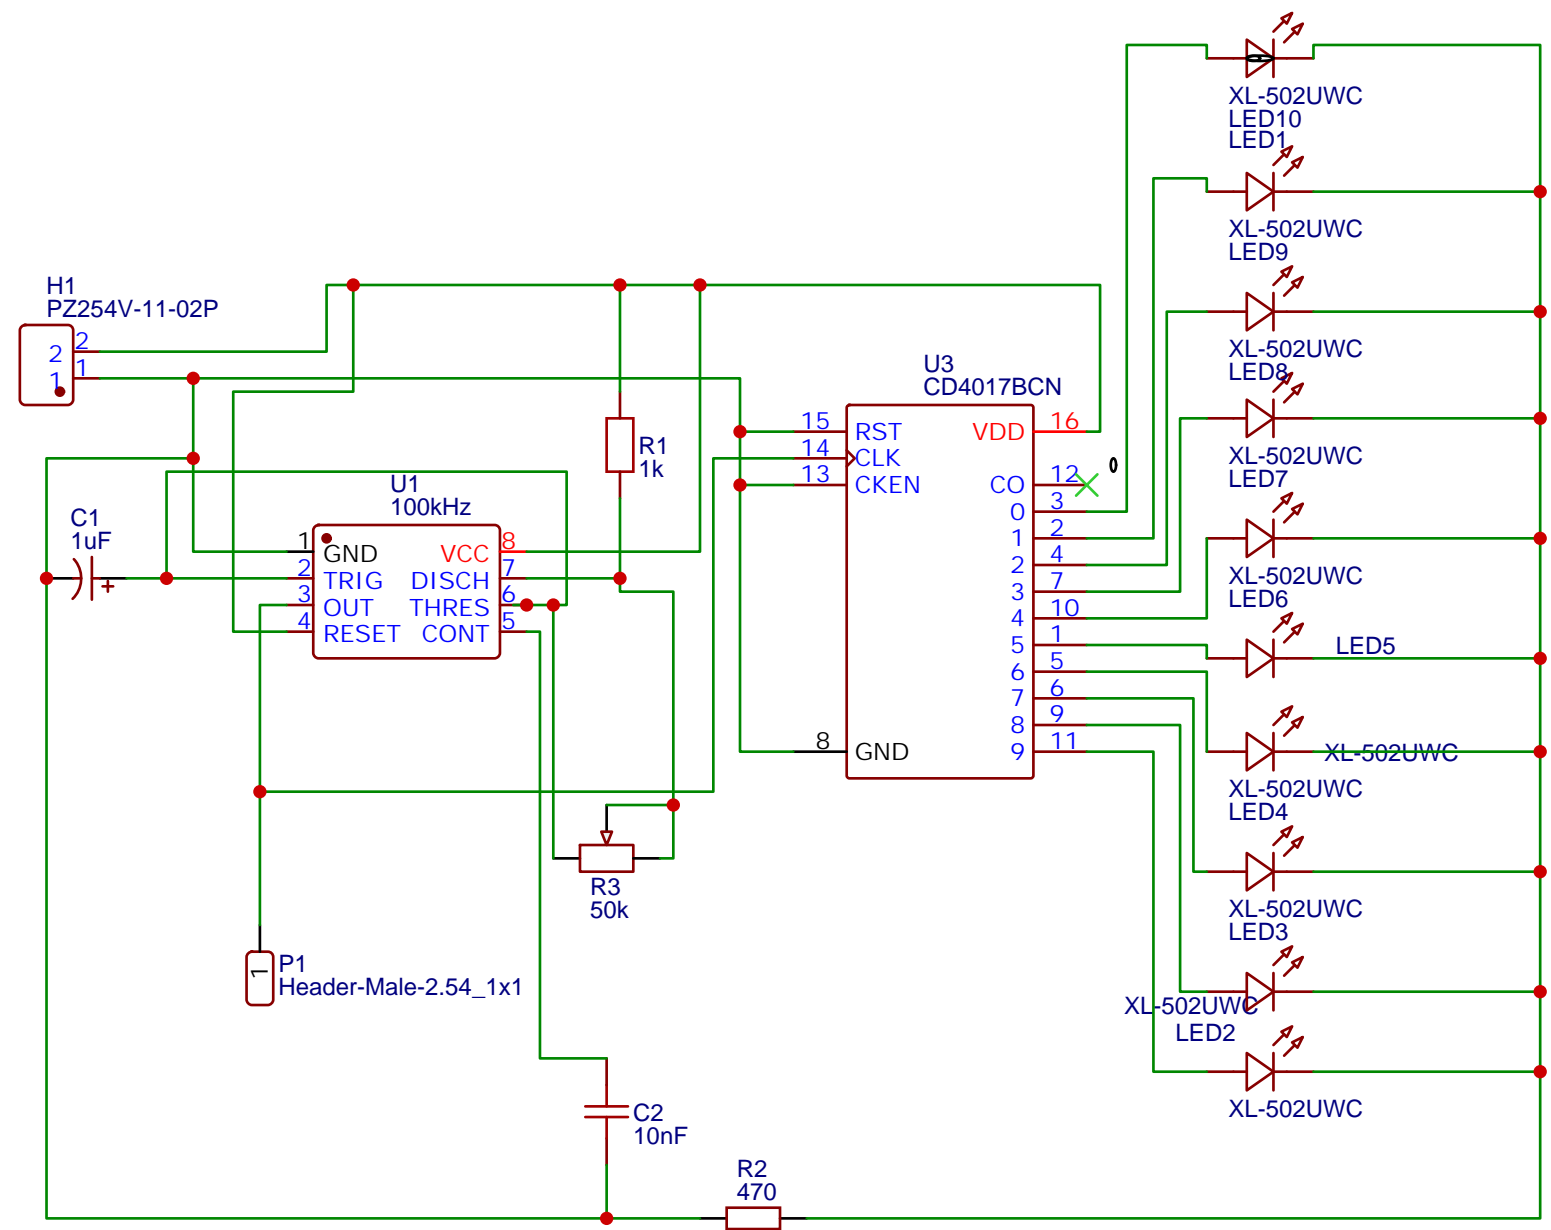 XL-502UWC
LED10
LED1
XL-502UWC
LED9
H1
PZ254V-11-02P
2 2
1 1
XL-502UWC
LED8
U3
CD4017BCN
15 RST VDD 16
14 CLK
13 CKEN CO 12 0
0 3
1 2
2 4
3 7
4 10
5 1
6 5
7 6
8 9
8 GND 9 11
R1
1k
XL-502UWC
LED7
U1
100kHz
C1
1uF
+
1 GND VCC 8
2 TRIG DISCH 7
3 OUT THRES 6
4 RESET CONT 5
XL-502UWC
LED6
LED5
XL-502UWC
XL-502UWC
LED4
R3
50k
XL-502UWC
LED3
P1
1 Header-Male-2.54_1x1
XL-502UWC
LED2
XL-502UWC
C2
10nF
R2
470